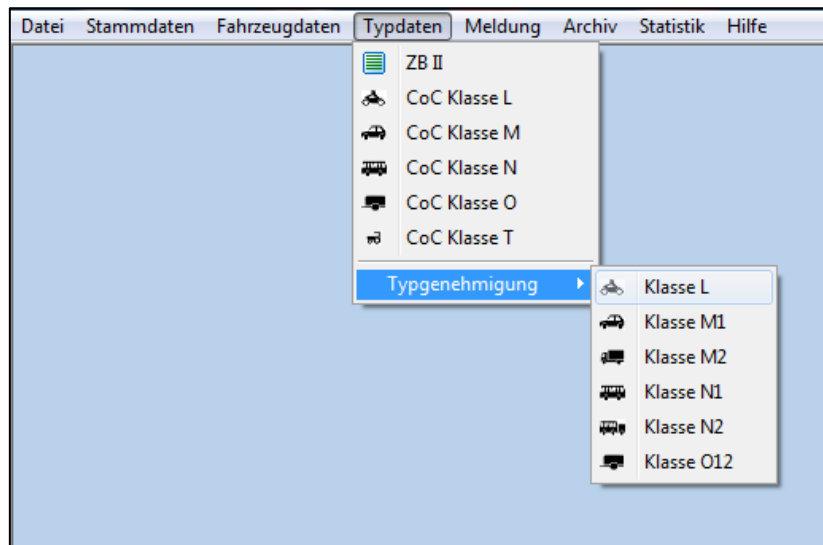 Datei Stammdaten Fahrzeugdaten Typdaten Meldung Archiv Statistik Hilfe
ZB II
CoC Klasse L
CoC Klasse M
CoC Klasse N
CoC Klasse O
CoC Klasse T
Typgenehmigung
Klasse L
Klasse M1
Klasse M2
Klasse N1
Klasse N2
Klasse O12